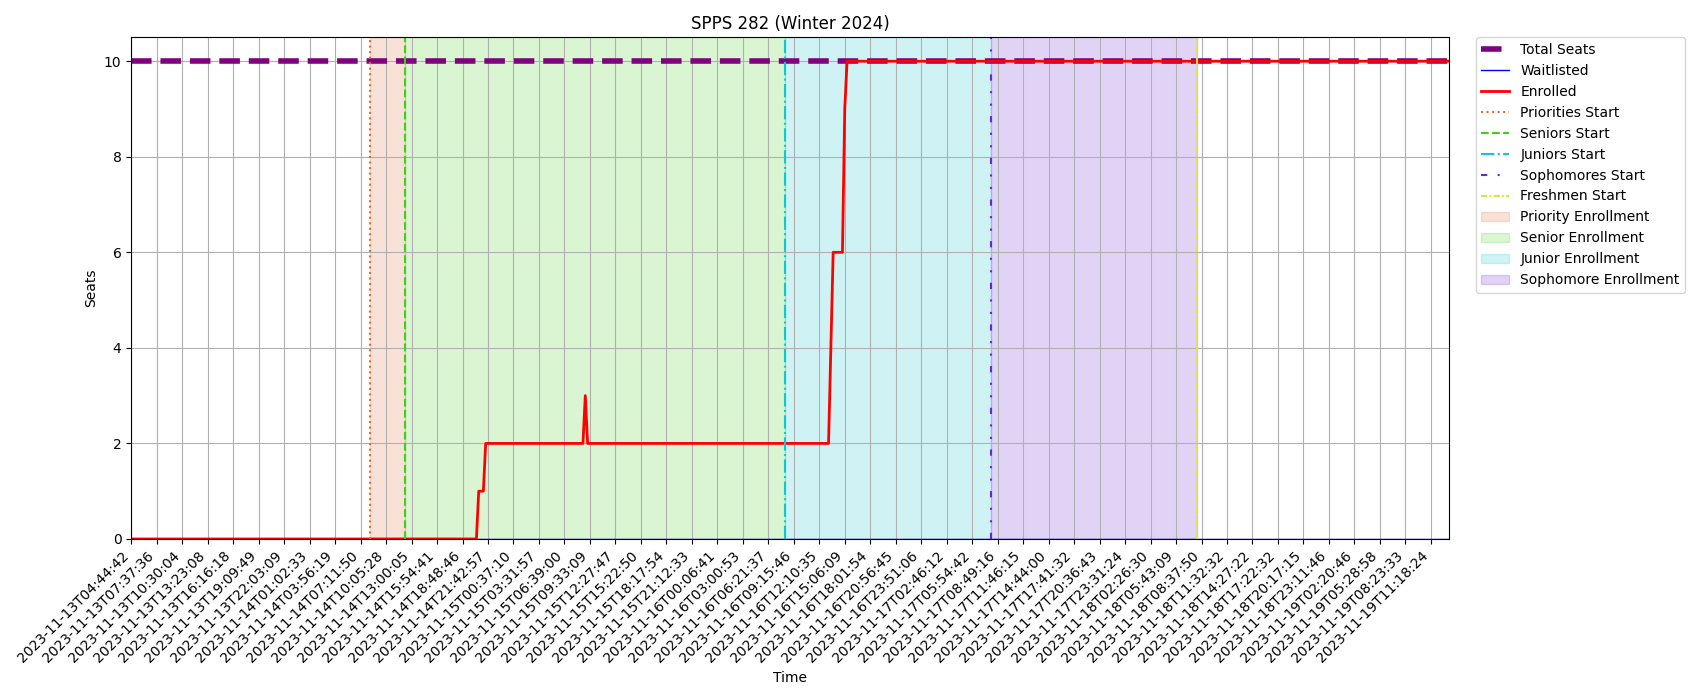 SPPS 282 (Winter 2024)
Seats
10
8
6
4
2
0
Total Seats
Waitlisted
Enrolled
Priorities Start
Seniors Start
Juniors Start
Sophomores Start
Freshmen Start
Priority Enrollment
Senior Enrollment
Junior Enrollment
Sophomore Enrollment
2023-11-13T04:44:42
2023-11-13T07:37:36
2023-11-13T10:30:04
2023-11-13T13:23:08
2023-11-13T16:16:18
2023-11-13T19:09:49
2023-11-13T22:03:09
2023-11-14T01:02:33
2023-11-14T03:56:19
2023-11-14T07:11:50
2023-11-14T10:05:28
2023-11-14T13:00:05
2023-11-14T15:54:41
2023-11-14T18:48:46
2023-11-14T21:42:57
2023-11-15T00:37:10
2023-11-15T03:31:57
2023-11-15T06:39:00
2023-11-15T09:33:09
2023-11-15T12:27:47
2023-11-15T15:22:50
2023-11-15T18:17:54
2023-11-15T21:12:33
2023-11-16T00:06:41
2023-11-16T03:00:53
2023-11-16T06:21:37
2023-11-16T09:15:46
2023-11-16T12:10:35
2023-11-16T15:06:09
2023-11-16T18:01:54
2023-11-16T20:56:45
2023-11-16T23:51:06
2023-11-17T02:46:12
2023-11-17T05:54:42
2023-11-17T08:49:16
2023-11-17T11:46:15
2023-11-17T14:44:00
2023-11-17T17:41:32
2023-11-17T20:36:43
2023-11-17T23:31:24
2023-11-18T02:26:30
2023-11-18T05:43:09
2023-11-18T08:37:50
2023-11-18T11:32:32
2023-11-18T14:27:22
2023-11-18T17:22:32
2023-11-18T20:17:15
2023-11-18T23:11:46
2023-11-19T02:20:46
2023-11-19T05:28:58
2023-11-19T08:23:33
2023-11-19T11:18:24
Time